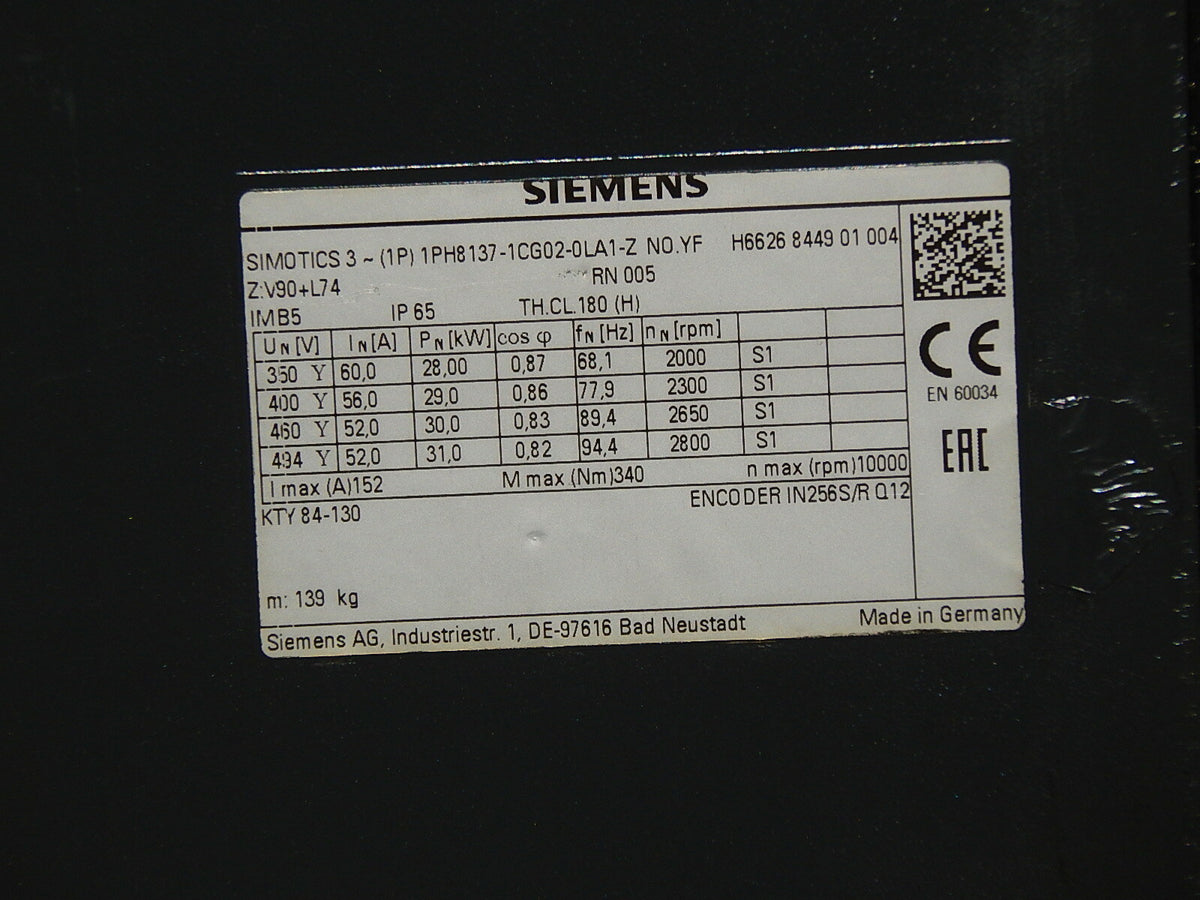 SIEMENS
SIMOTICS 3 ~ (1P) 1PH8137-1CG02-0LA1-Z NO.YF H6626 8449 01 004
Z:V90+L74 RN 005
IM B5 IP 65 TH.CL.180 (H)
UN [V] IN [A] PN [kW] cos φ fN [Hz] nN [rpm]
350 Y 60,0 28,00 0,87 68,1 2000 S1
400 Y 56,0 29,0 0,86 77,9 2300 S1
460 Y 52,0 30,0 0,83 89,4 2650 S1
494 Y 52,0 31,0 0,82 94,4 2800 S1
I max (A)152 M max (Nm)340 n max (rpm)10000
KTY 84-130 ENCODER IN256S/R Q12
m: 139 kg
Siemens AG, Industriestr. 1, DE-97616 Bad Neustadt Made in Germany
CE
EN 60034
EAC